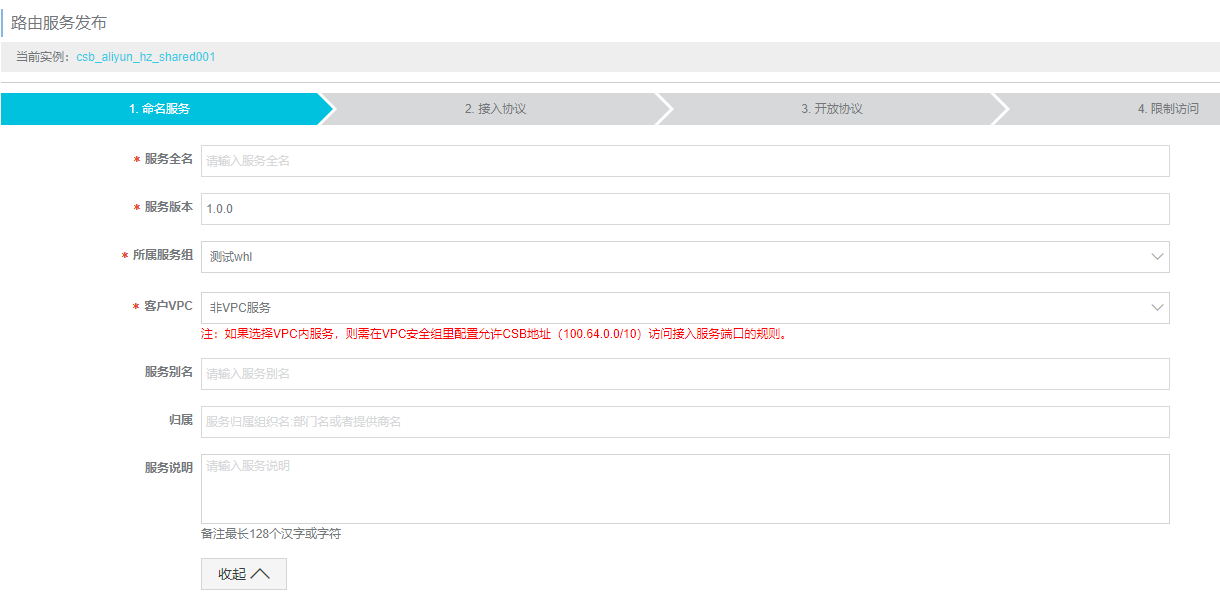 路由服务发布
当前实例：csb_aliyun_hz_shared001
1. 命名服务 2. 接入协议 3. 开放协议 4. 限制访问
* 服务全名 请输入服务全名
* 服务版本 1.0.0
* 所属服务组 测试whl
* 客户VPC 非VPC服务
注：如果选择VPC内服务，则需在VPC安全组里配置允许CSB地址（100.64.0.0/10）访问接入服务端口的规则。
服务别名 请输入服务别名
归属 服务归属组织名:部门名或者提供商名
服务说明 请输入服务说明
备注最长128个汉字或字符
收起